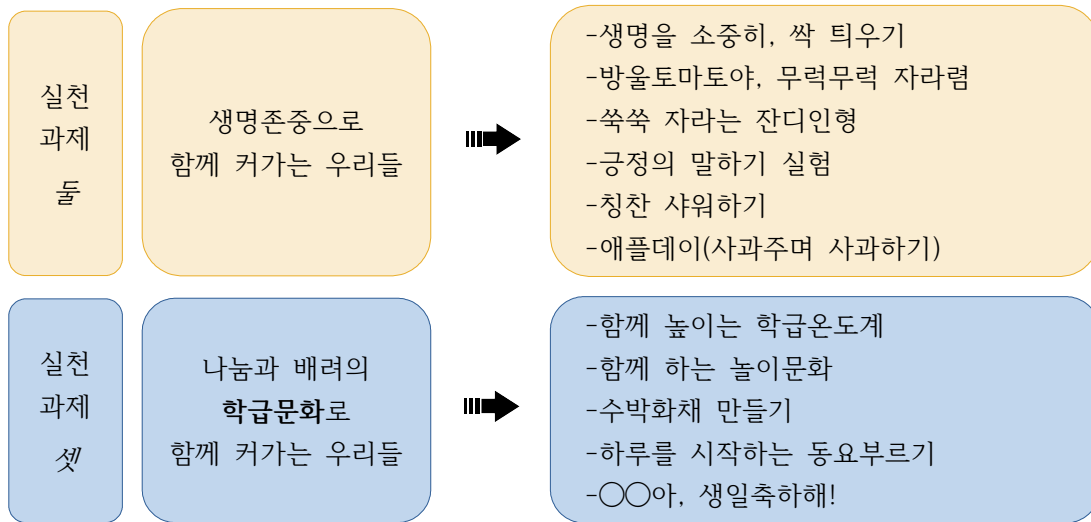 실천
과제
둘
생명존중으로
함께 커가는 우리들
-생명을 소중히, 싹 틔우기
-방울토마토야, 무럭무럭 자라렴
-쑥쑥 자라는 잔디인형
-긍정의 말하기 실험
-칭찬 샤워하기
-애플데이(사과주며 사과하기)
실천
과제
셋
나눔과 배려의
학급문화로
함께 커가는 우리들
-함께 높이는 학급온도계
-함께 하는 놀이문화
-수박화채 만들기
-하루를 시작하는 동요부르기
-○○아, 생일축하해!